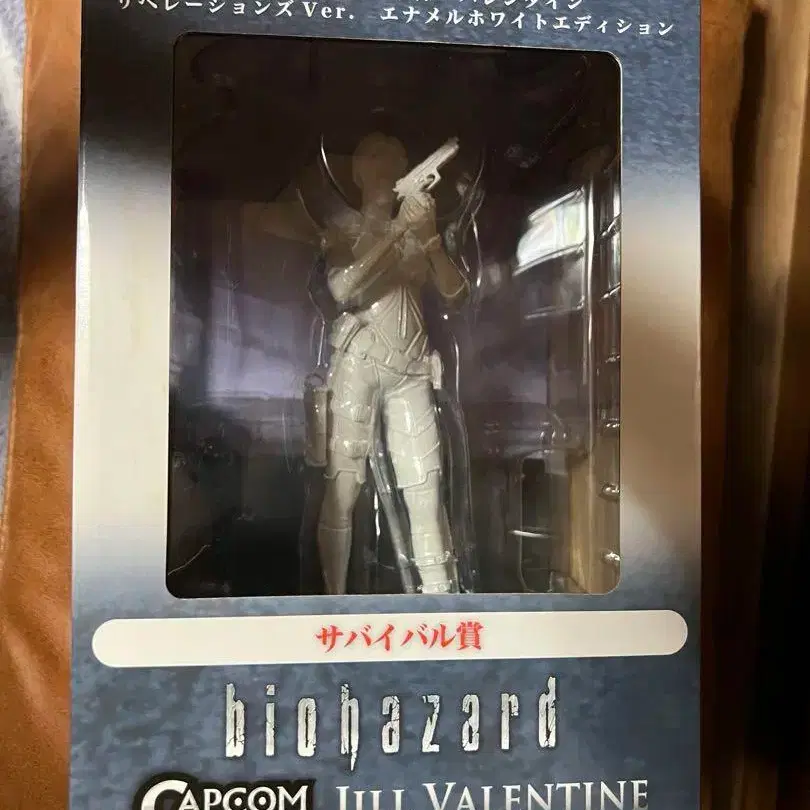 リベレーションズVer. エナメルホワイトエディション
サバイバル賞
biohazard
CAPCOM JILL VALENTINE